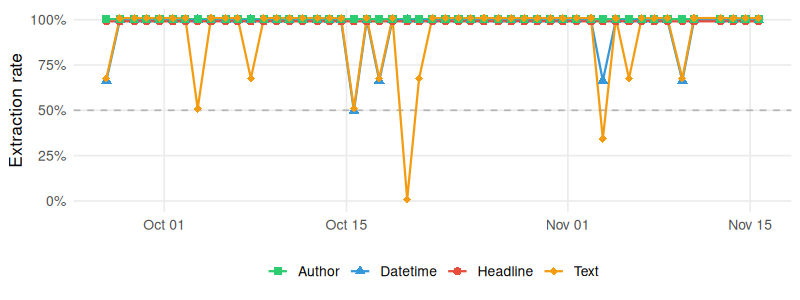 100%
75%
50%
25%
0%
Extraction rate
Oct 01 Oct 15 Nov 01 Nov 15
Author Datetime Headline Text